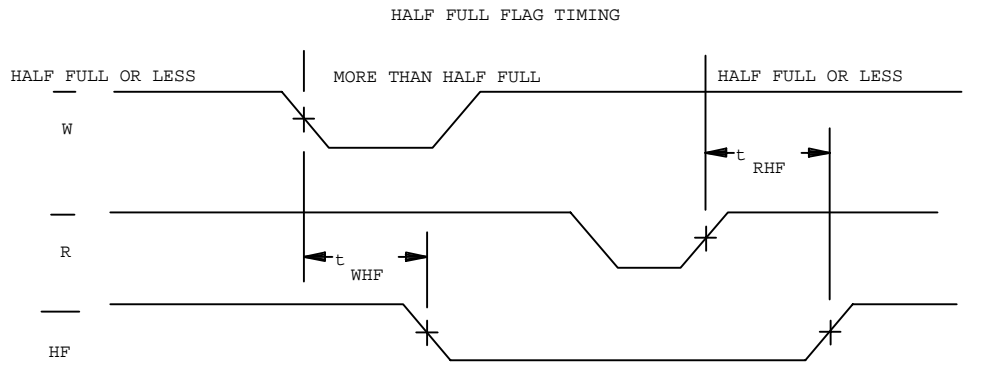 HALF FULL FLAG TIMING
HALF FULL OR LESS
MORE THAN HALF FULL
HALF FULL OR LESS
W
t RHF
R
t WHF
HF